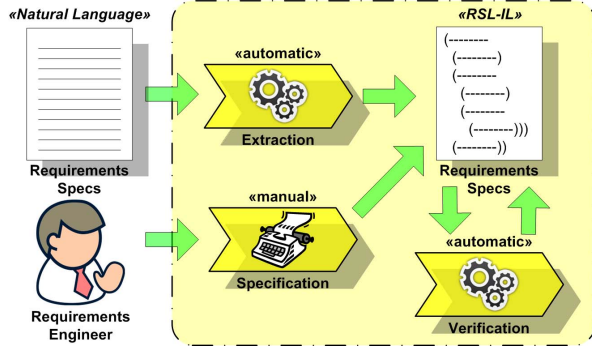 «Natural Language»
Requirements
Specs
Requirements
Engineer
«automatic»
Extraction
«manual»
Specification
«RSL-IL»
(--------
(--------)
(--------
(--------)
(--------
(--------)))
(--------))
Requirements
Specs
«automatic»
Verification